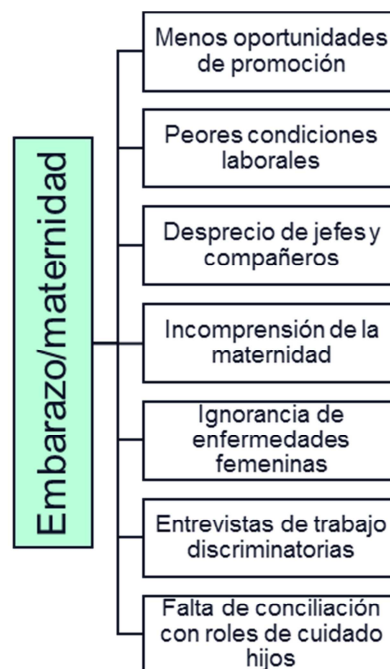 Embarazo/maternidad
Menos oportunidades
de promoción
Peores condiciones
laborales
Desprecio de jefes y
compañeros
Incomprensión de la
maternidad
Ignorancia de
enfermedades
femeninas
Entrevistas de trabajo
discriminatorias
Falta de conciliación
con roles de cuidado
hijos